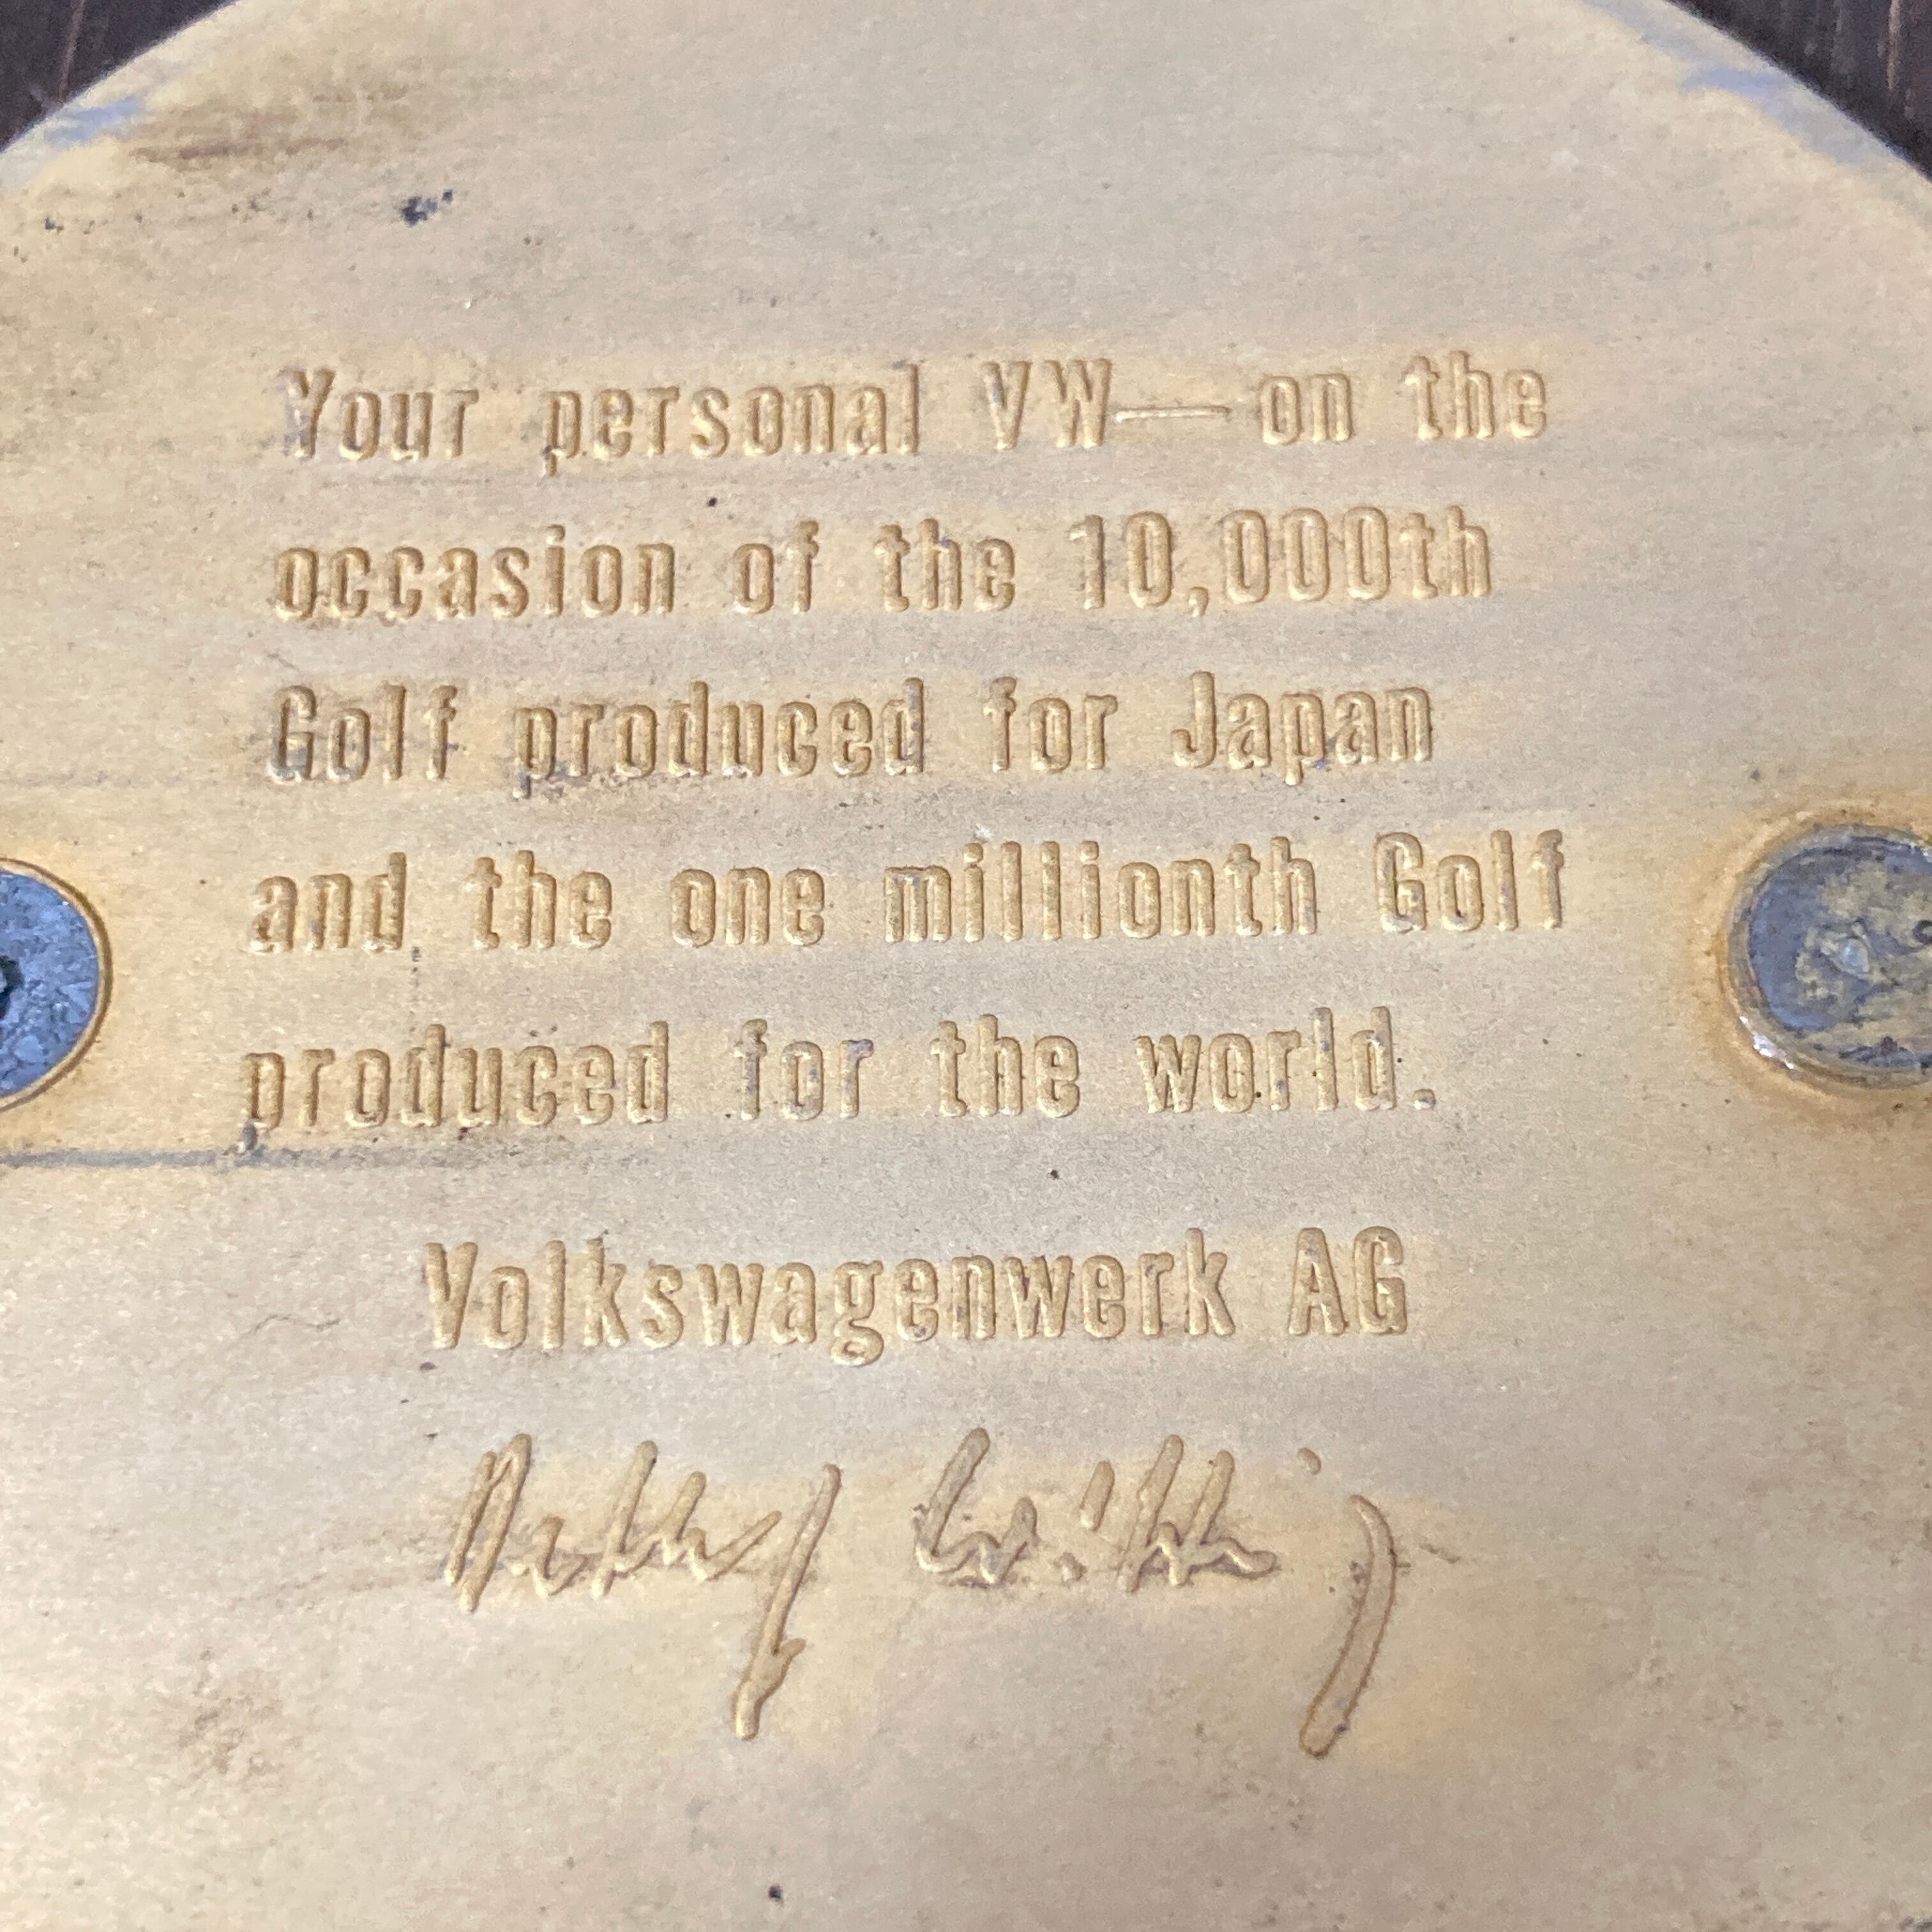 Your personal VW—on the
occasion of the 10,000th
Golf produced for Japan
and the one millionth Golf
produced for the world.
Volkswagenwerk AG